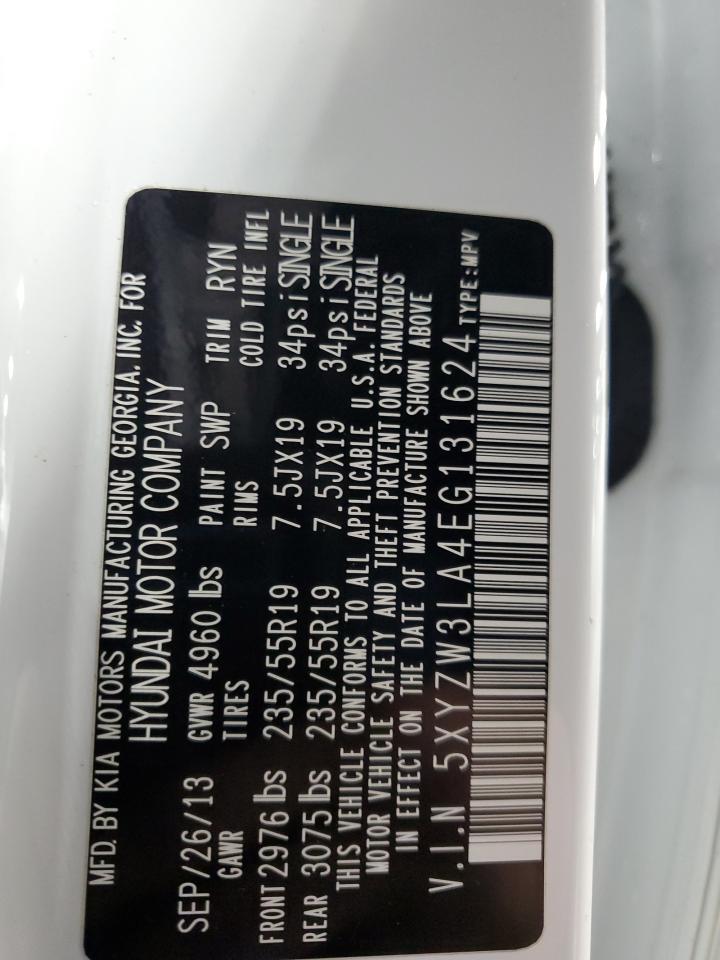 MFD. BY KIA MOTORS MANUFACTURING GEORGIA, INC. FOR
HYUNDAI MOTOR COMPANY
SEP/26/13 GVWR 4960 lbs PAINT SWP TRIM RYN
GAWR TIRES RIMS COLD TIRE INFL
FRONT 2976 lbs 235/55R19 7.5JX19 34psi SINGLE
REAR 3075 lbs 235/55R19 7.5JX19 34psi SINGLE
THIS VEHICLE CONFORMS TO ALL APPLICABLE U.S.A. FEDERAL
MOTOR VEHICLE SAFETY AND THEFT PREVENTION STANDARDS
IN EFFECT ON THE DATE OF MANUFACTURE SHOWN ABOVE
V.I.N 5XYZW3LA4EG131624 TYPE:MPV